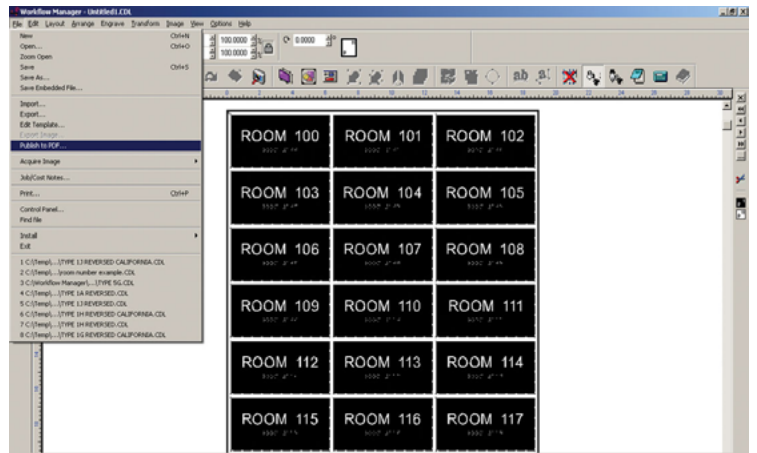 Workflow Manager - Untitled1.CDL
File Edit Layout Arrange Engrave Transform Image View Options Help
New Ctrl+N
Open... Ctrl+O
Zoom Open
Save Ctrl+S
Save As...
Save Embedded File...
Import...
Export...
Edit Template...
Export Image...
Publish to PDF...
Acquire Image
Job/Cost Notes...
Print... Ctrl+P
Control Panel...
Find file
Install
Exit
1 C:\Temp\...\TYPE 1J REVERSED CALIFORNIA.CDL
2 C:\Temp\...\room number example.CDL
3 C:\Workflow Manager\...\TYPE 5G.CDL
4 C:\Temp\...\TYPE 1A REVERSED.CDL
5 C:\Temp\...\TYPE 1J REVERSED.CDL
6 C:\Temp\...\TYPE 1H REVERSED CALIFORNIA.CDL
7 C:\Temp\...\TYPE 1H REVERSED.CDL
8 C:\Temp\...\TYPE 1G REVERSED CALIFORNIA.CDL
100.0000
100.0000
0.0000
ab
ROOM 100 ROOM 101 ROOM 102
ROOM 103 ROOM 104 ROOM 105
ROOM 106 ROOM 107 ROOM 108
ROOM 109 ROOM 110 ROOM 111
ROOM 112 ROOM 113 ROOM 114
ROOM 115 ROOM 116 ROOM 117